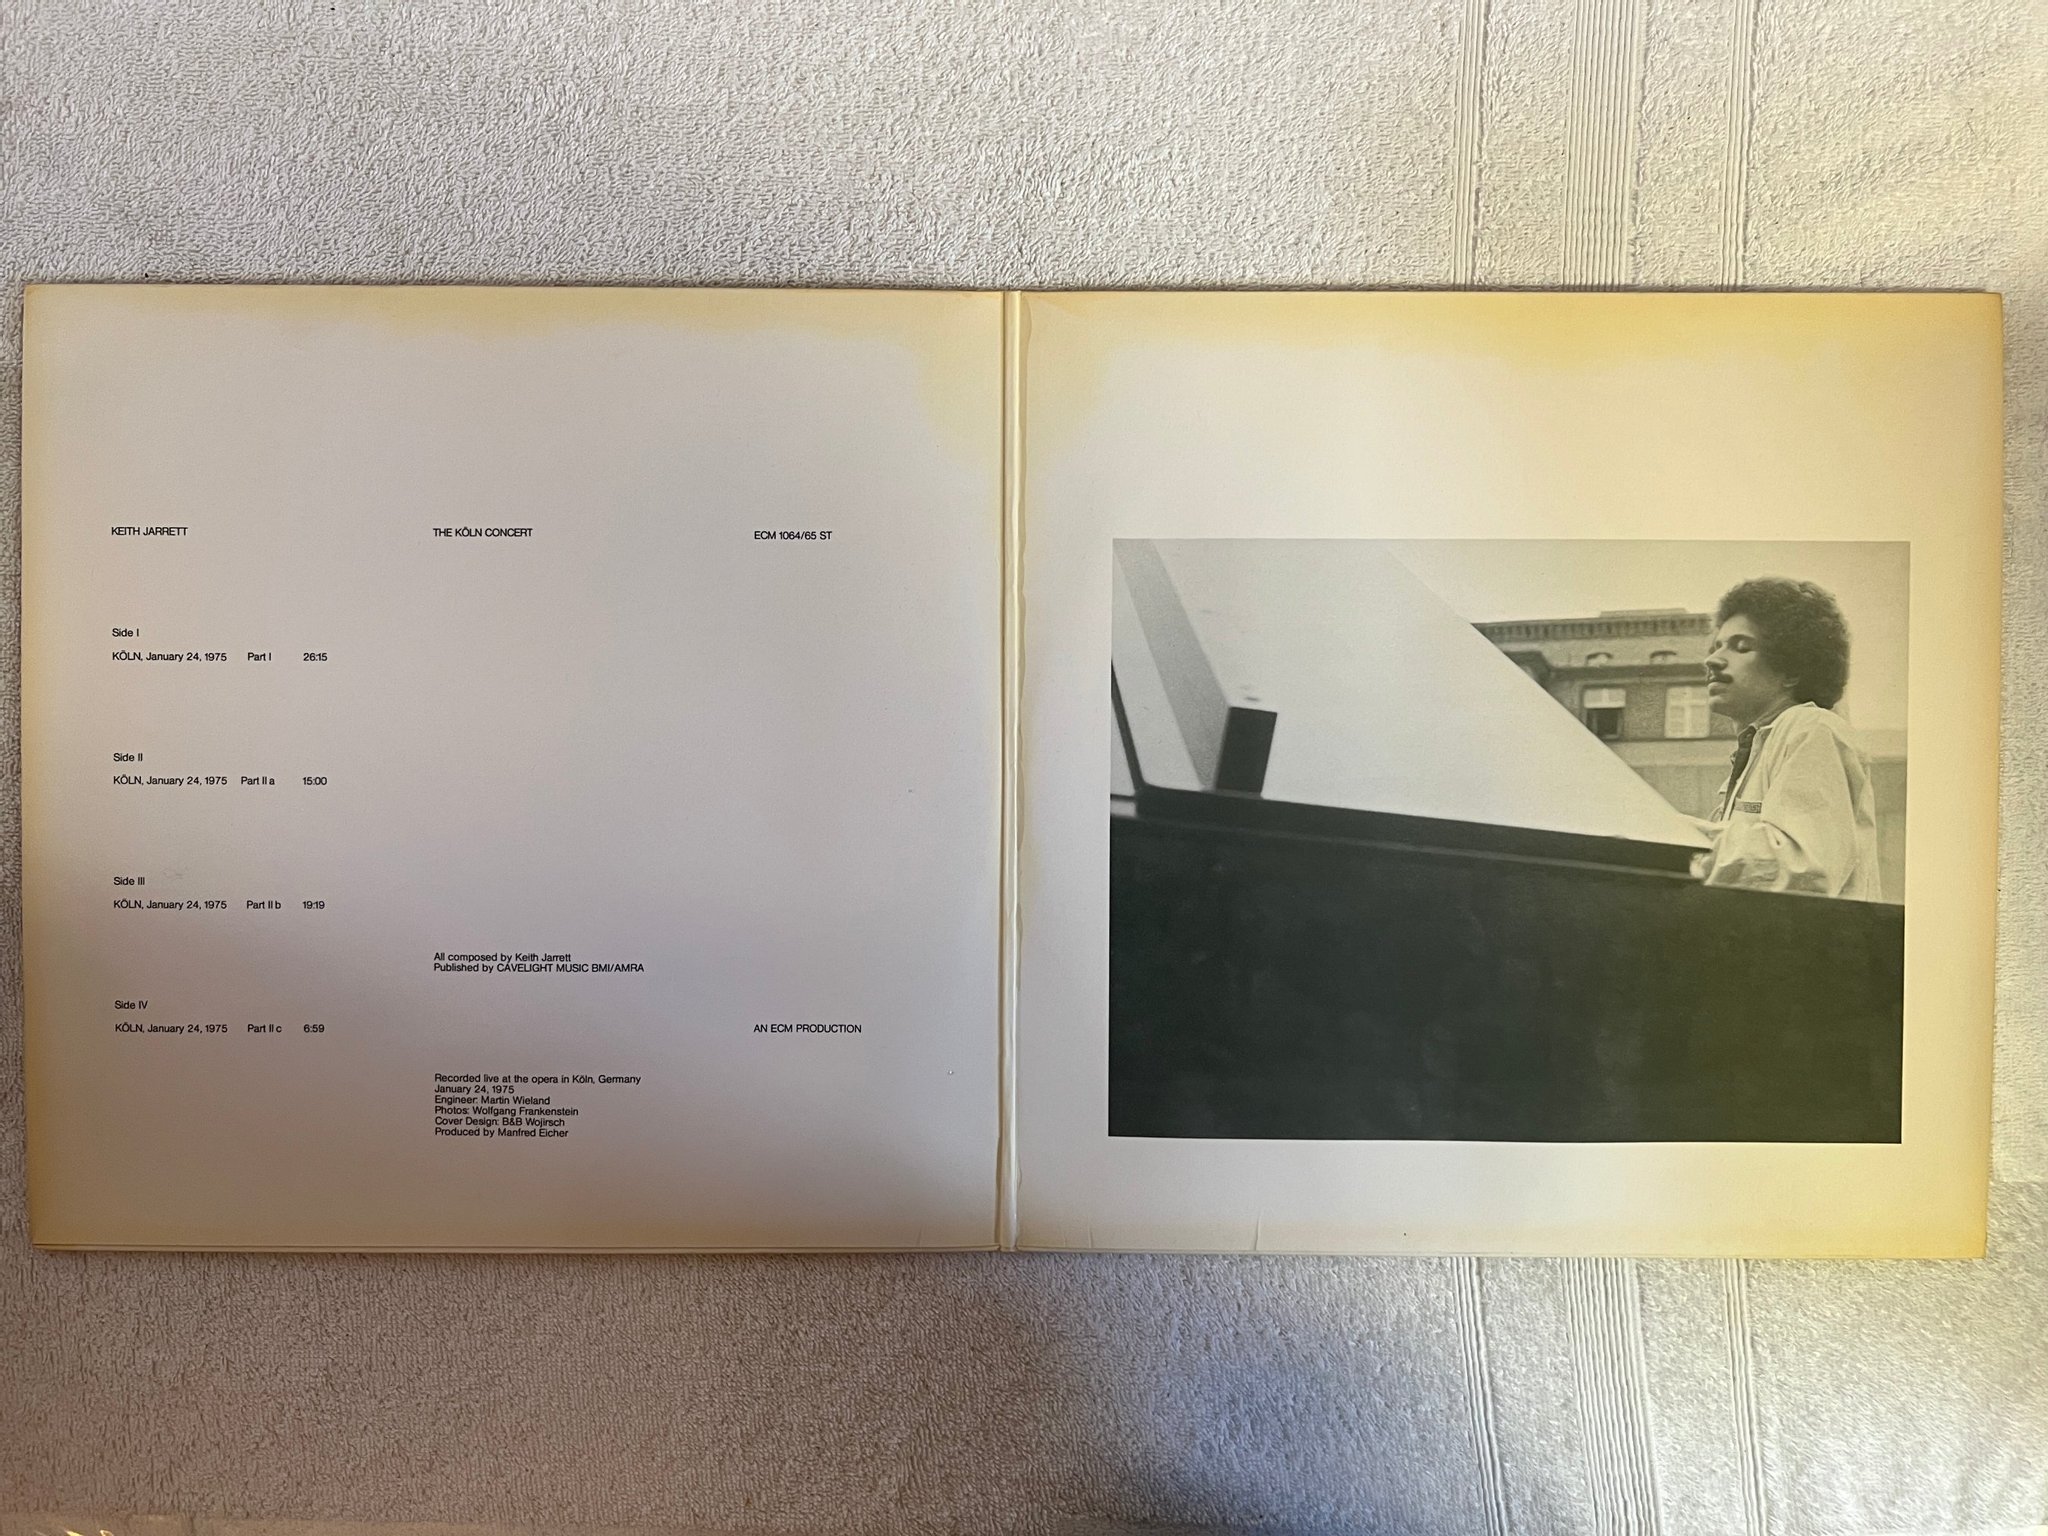 KEITH JARRETT THE KÖLN CONCERT ECM 1064/65 ST
Side I
KÖLN, January 24, 1975 Part I 26:15
Side II
KÖLN, January 24, 1975 Part II a 15:00
Side III
KÖLN, January 24, 1975 Part II b 19:19
All composed by Keith Jarrett
Published by CAVELIGHT MUSIC BMI/AMRA
Side IV
KÖLN, January 24, 1975 Part II c 6:59
AN ECM PRODUCTION
Recorded live at the opera in Köln, Germany
January 24, 1975
Engineer: Martin Wieland
Photos: Wolfgang Frankenstein
Cover Design: B&B Wojirsch
Produced by Manfred Eicher